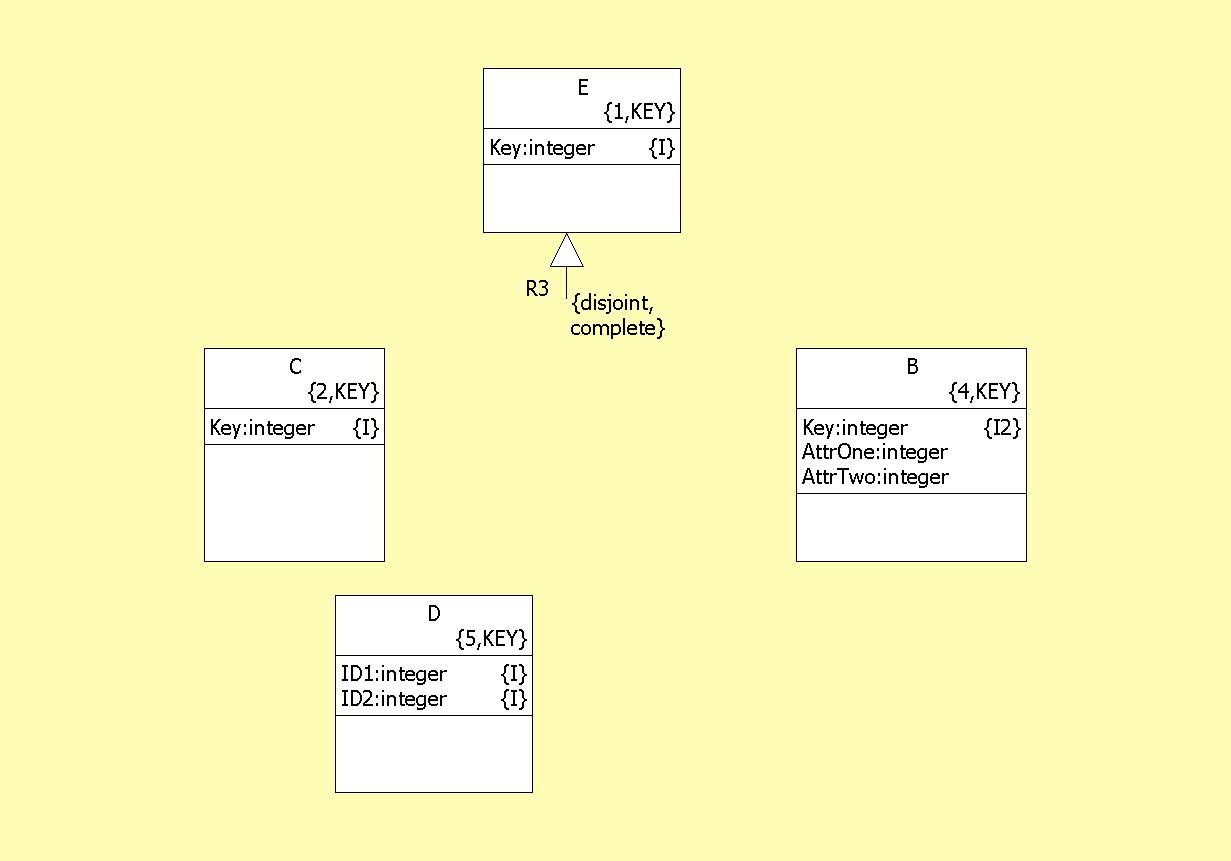 E
{1,KEY}
Key:integer {I}
R3
{disjoint,
complete}
C
{2,KEY}
Key:integer {I}
B
{4,KEY}
Key:integer {I2}
AttrOne:integer
AttrTwo:integer
D
{5,KEY}
ID1:integer {I}
ID2:integer {I}